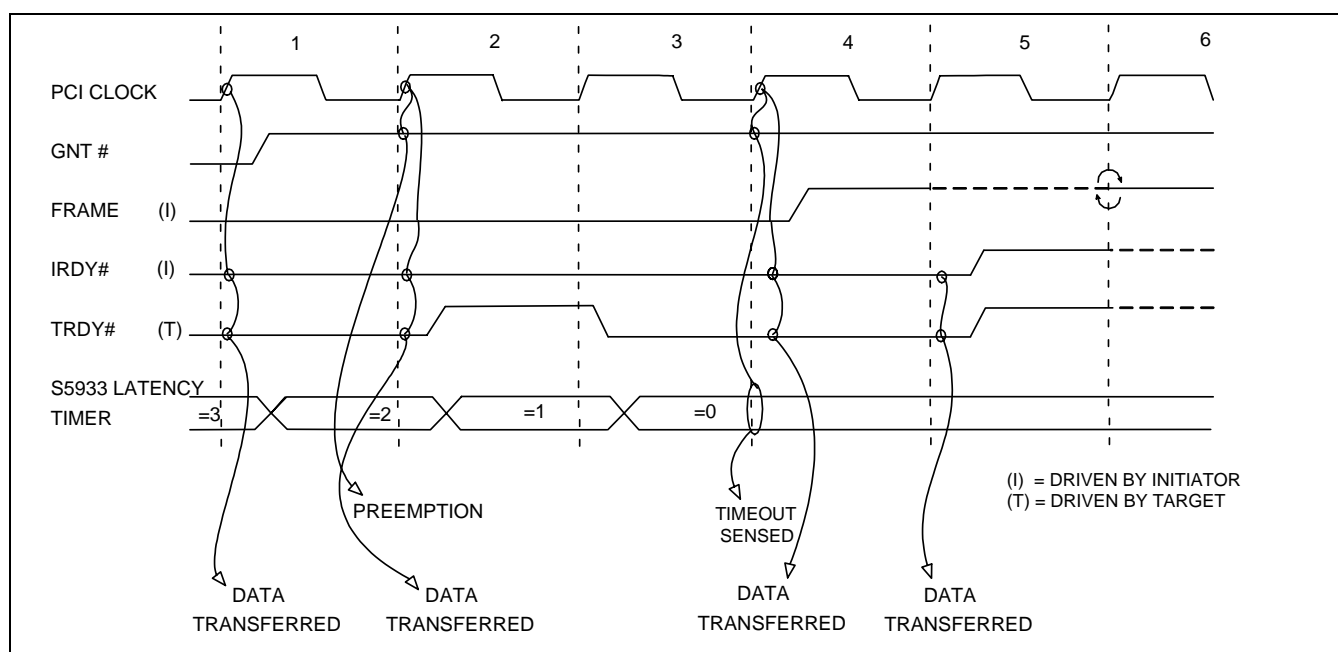 1 2 3 4 5 6
PCI CLOCK
GNT #
FRAME (I)
IRDY# (I)
TRDY# (T)
S5933 LATENCY
TIMER =3 =2 =1 =0
(I) = DRIVEN BY INITIATOR
(T) = DRIVEN BY TARGET
PREEMPTION
TIMEOUT
SENSED
DATA
TRANSFERRED
DATA
TRANSFERRED
DATA
TRANSFERRED
DATA
TRANSFERRED